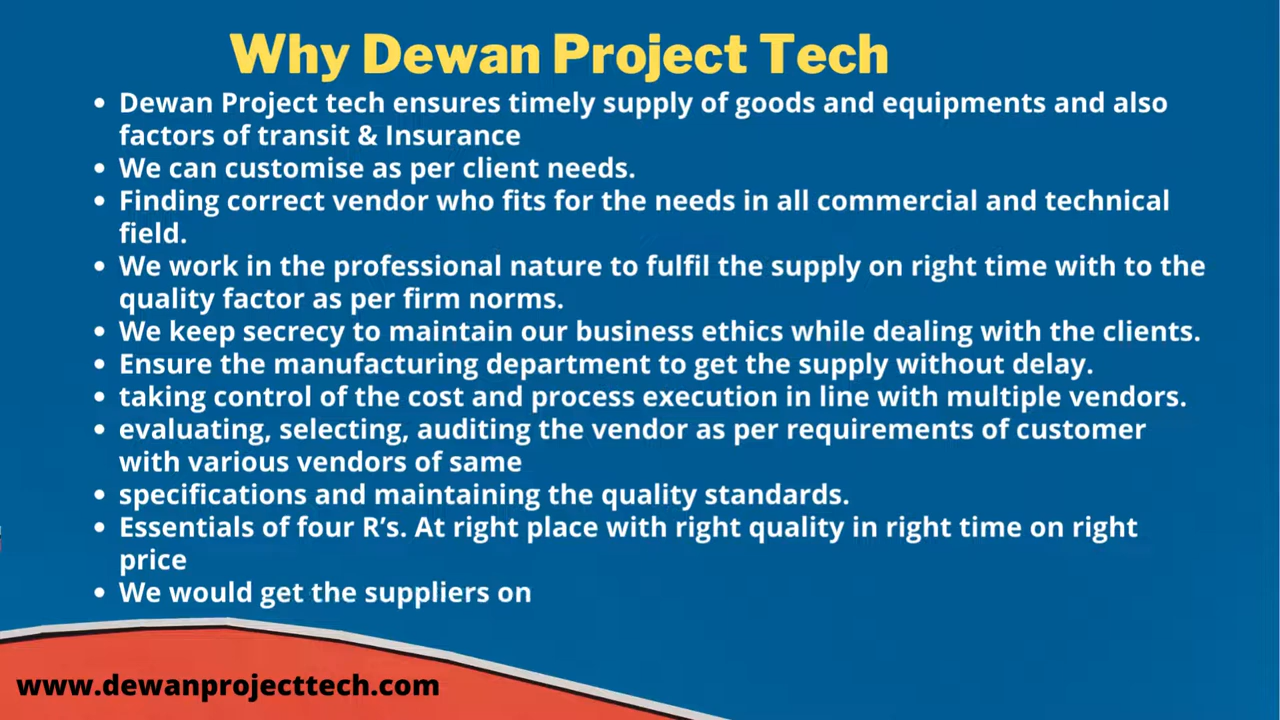 Why Dewan Project Tech
• Dewan Project tech ensures timely supply of goods and equipments and also
factors of transit & Insurance
• We can customise as per client needs.
• Finding correct vendor who fits for the needs in all commercial and technical
field.
• We work in the professional nature to fulfil the supply on right time with to the
quality factor as per firm norms.
• We keep secrecy to maintain our business ethics while dealing with the clients.
• Ensure the manufacturing department to get the supply without delay.
• taking control of the cost and process execution in line with multiple vendors.
• evaluating, selecting, auditing the vendor as per requirements of customer
with various vendors of same
• specifications and maintaining the quality standards.
• Essentials of four R’s. At right place with right quality in right time on right
price
• We would get the suppliers on
www.dewanprojecttech.com